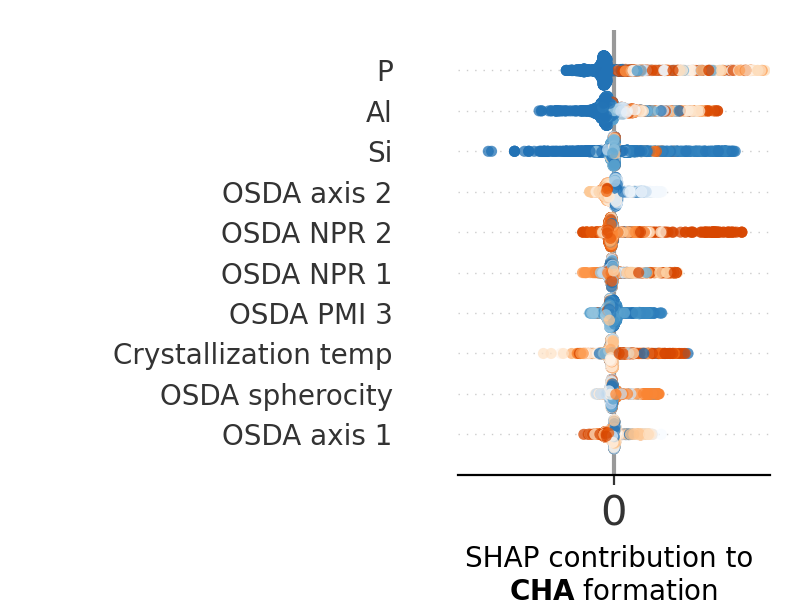 P
Al
Si
OSDA axis 2
OSDA NPR 2
OSDA NPR 1
OSDA PMI 3
Crystallization temp
OSDA spherocity
OSDA axis 1
0
SHAP contribution to
CHA formation